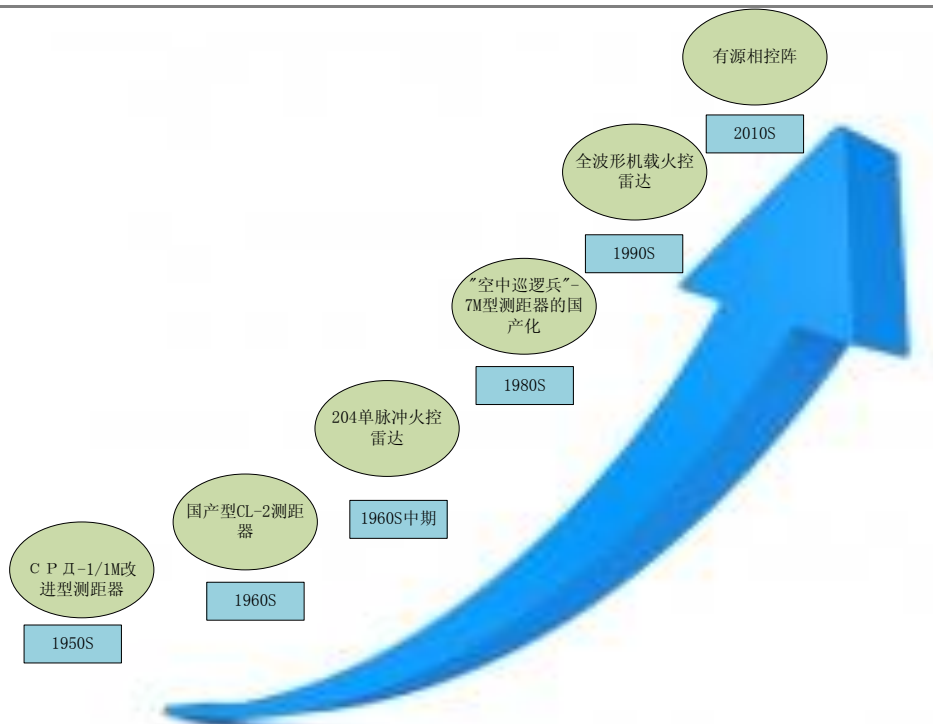 有源相控阵
2010S
全波形机载火控
雷达
1990S
"空中巡逻兵"-
7M型测距器的国
产化
1980S
204单脉冲火控
雷达
1960S中期
国产型CL-2测距
器
1960S
СРД-1/1M改
进型测距器
1950S